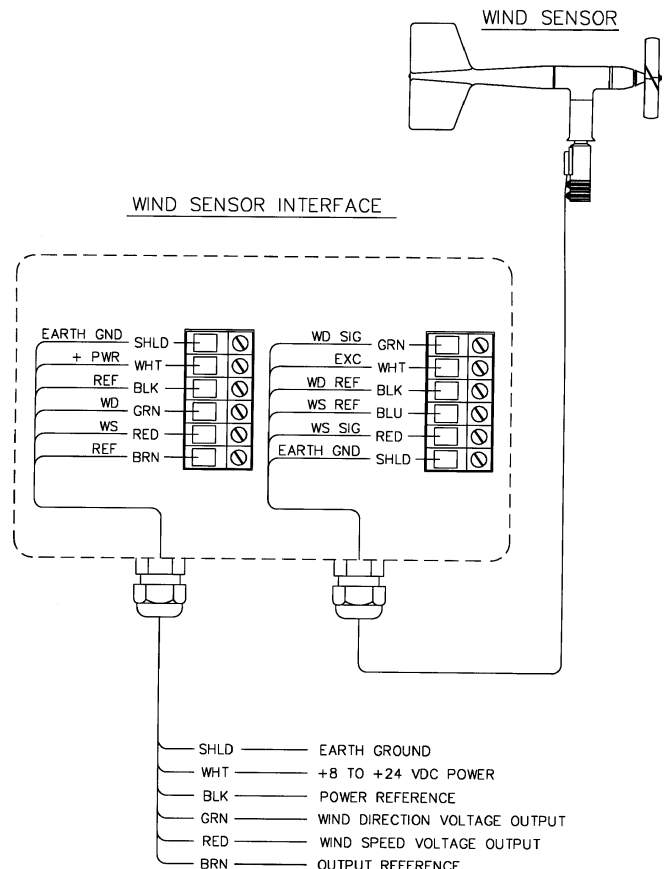 WIND SENSOR
WIND SENSOR INTERFACE
EARTH GND SHLD
+ PWR WHT
REF BLK
WD GRN
WS RED
REF BRN
WD SIG GRN
EXC WHT
WD REF BLK
WS REF BLU
WS SIG RED
EARTH GND SHLD
SHLD EARTH GROUND
WHT +8 TO +24 VDC POWER
BLK POWER REFERENCE
GRN WIND DIRECTION VOLTAGE OUTPUT
RED WIND SPEED VOLTAGE OUTPUT
BRN OUTPUT REFERENCE